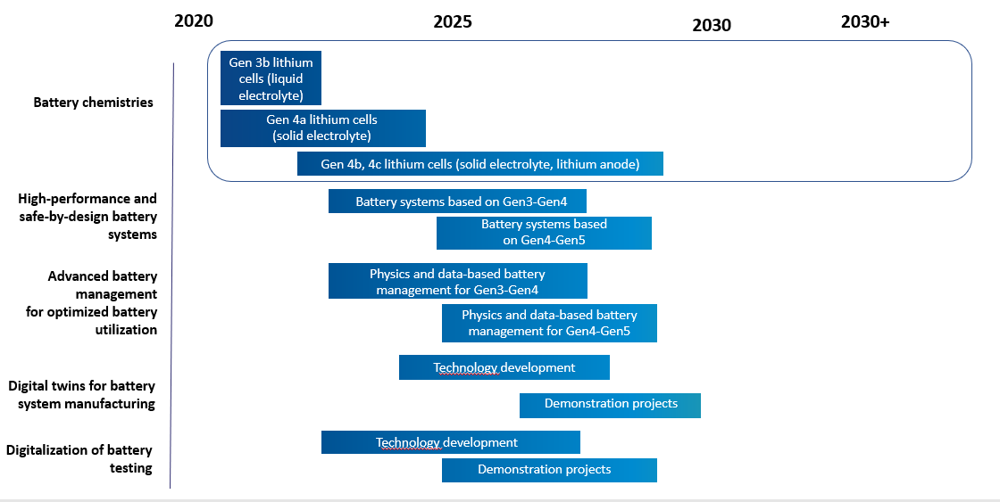 2020
2025
2030
2030+
Battery chemistries
Gen 3b lithium
cells (liquid
electrolyte)
Gen 4a lithium cells
(solid electrolyte)
Gen 4b, 4c lithium cells (solid electrolyte, lithium anode)
High-performance and
safe-by-design battery
systems
Battery systems based on Gen3-Gen4
Battery systems based
on Gen4-Gen5
Advanced battery
management
for optimized battery
utilization
Physics and data-based battery
management for Gen3-Gen4
Physics and data-based battery
management for Gen4-Gen5
Digital twins for battery
system manufacturing
Technology development
Demonstration projects
Digitalization of battery
testing
Technology development
Demonstration projects